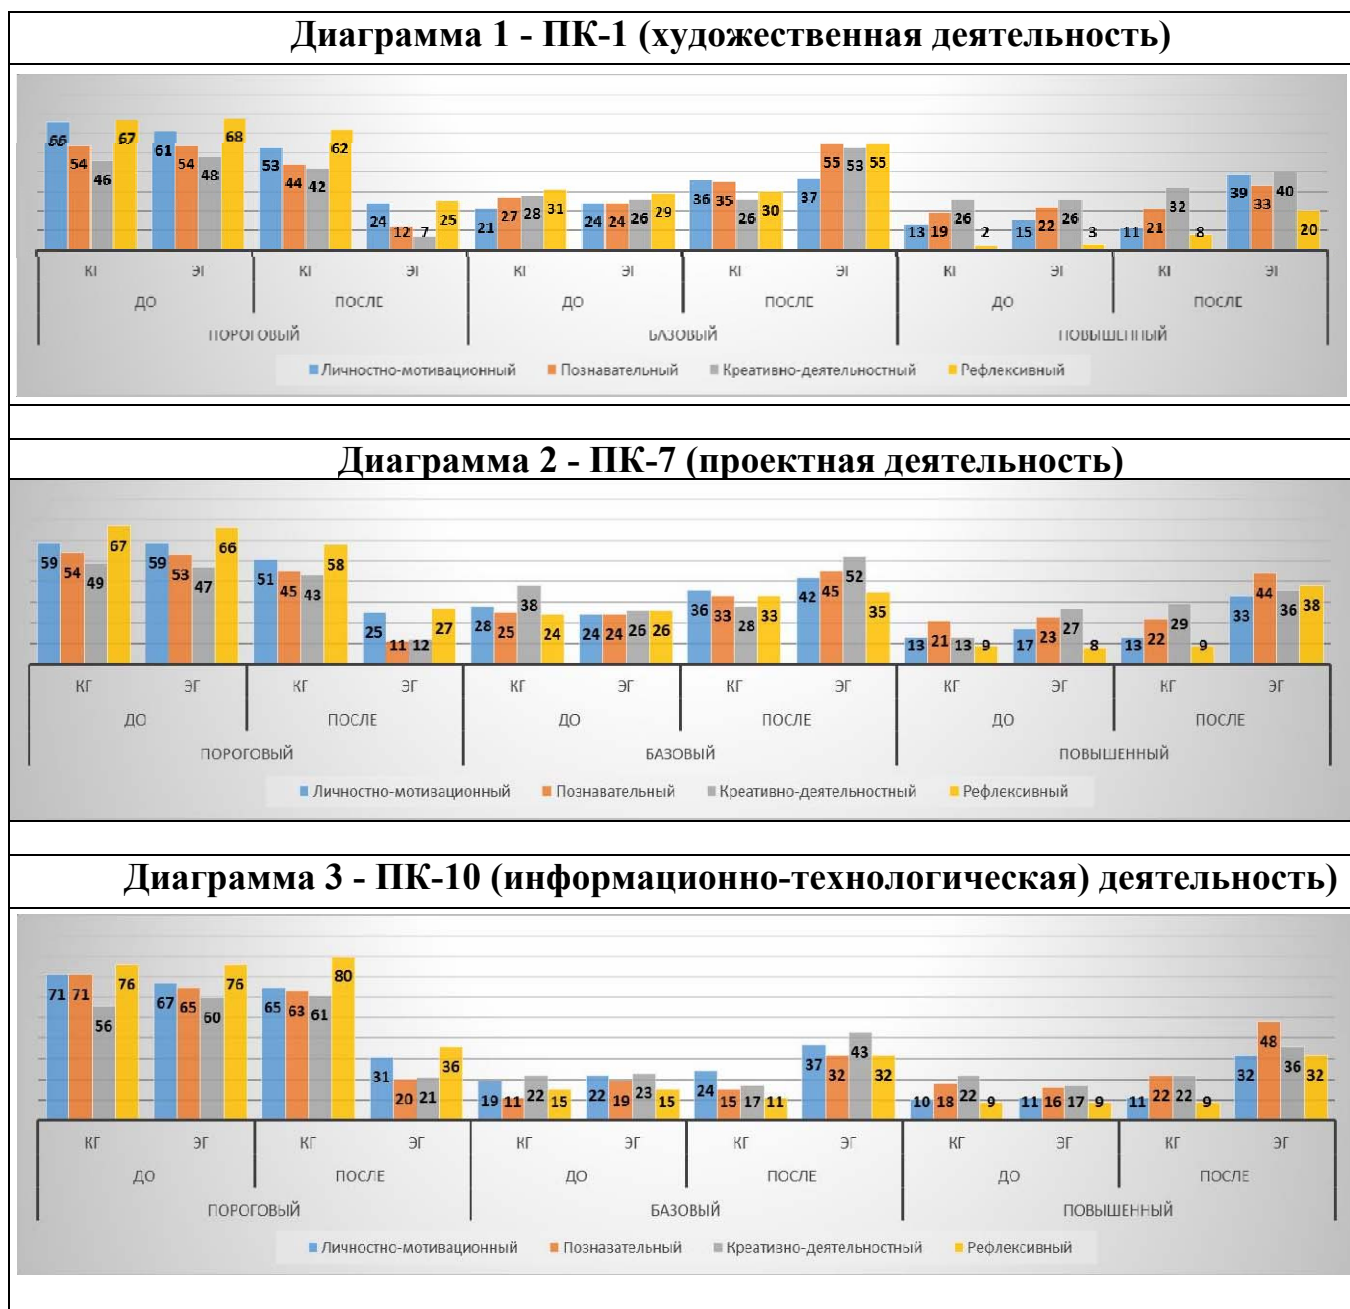 Диаграмма 1 - ПК-1 (художественная деятельность)
66 54 46 67 61 54 48 68 53 44 42 62 24 12 7 25 21 27 28 31 24 24 26 29 36 35 26 30 37 55 53 55 13 19 26 2 15 22 26 3 11 21 32 8 39 33 40 20
КГ ЭГ КГ ЭГ КГ ЭГ КГ ЭГ КГ ЭГ КГ ЭГ
ДО ПОСЛЕ ДО ПОСЛЕ ДО ПОСЛЕ
ПОРОГОВЫЙ БАЗОВЫЙ ПОВЫШЕННЫЙ
Личностно-мотивационный Познавательный Креативно-деятельностный Рефлексивный
Диаграмма 2 - ПК-7 (проектная деятельность)
59 54 49 67 59 53 47 66 51 45 43 58 25 11 12 27 28 25 38 24 24 24 26 26 36 33 28 33 42 45 52 35 13 21 13 9 17 23 27 8 13 22 29 9 33 44 36 38
КГ ЭГ КГ ЭГ КГ ЭГ КГ ЭГ КГ ЭГ КГ ЭГ
ДО ПОСЛЕ ДО ПОСЛЕ ДО ПОСЛЕ
ПОРОГОВЫЙ БАЗОВЫЙ ПОВЫШЕННЫЙ
Личностно-мотивационный Познавательный Креативно-деятельностный Рефлексивный
Диаграмма 3 - ПК-10 (информационно-технологическая) деятельность)
71 71 56 76 67 65 60 76 65 63 61 80 31 20 21 36 19 11 22 15 22 19 23 15 24 15 17 11 37 32 43 32 10 18 22 9 11 16 17 9 11 22 22 9 32 48 36 32
КГ ЭГ КГ ЭГ КГ ЭГ КГ ЭГ КГ ЭГ КГ ЭГ
ДО ПОСЛЕ ДО ПОСЛЕ ДО ПОСЛЕ
ПОРОГОВЫЙ БАЗОВЫЙ ПОВЫШЕННЫЙ
Личностно-мотивационный Познавательный Креативно-деятельностный Рефлексивный